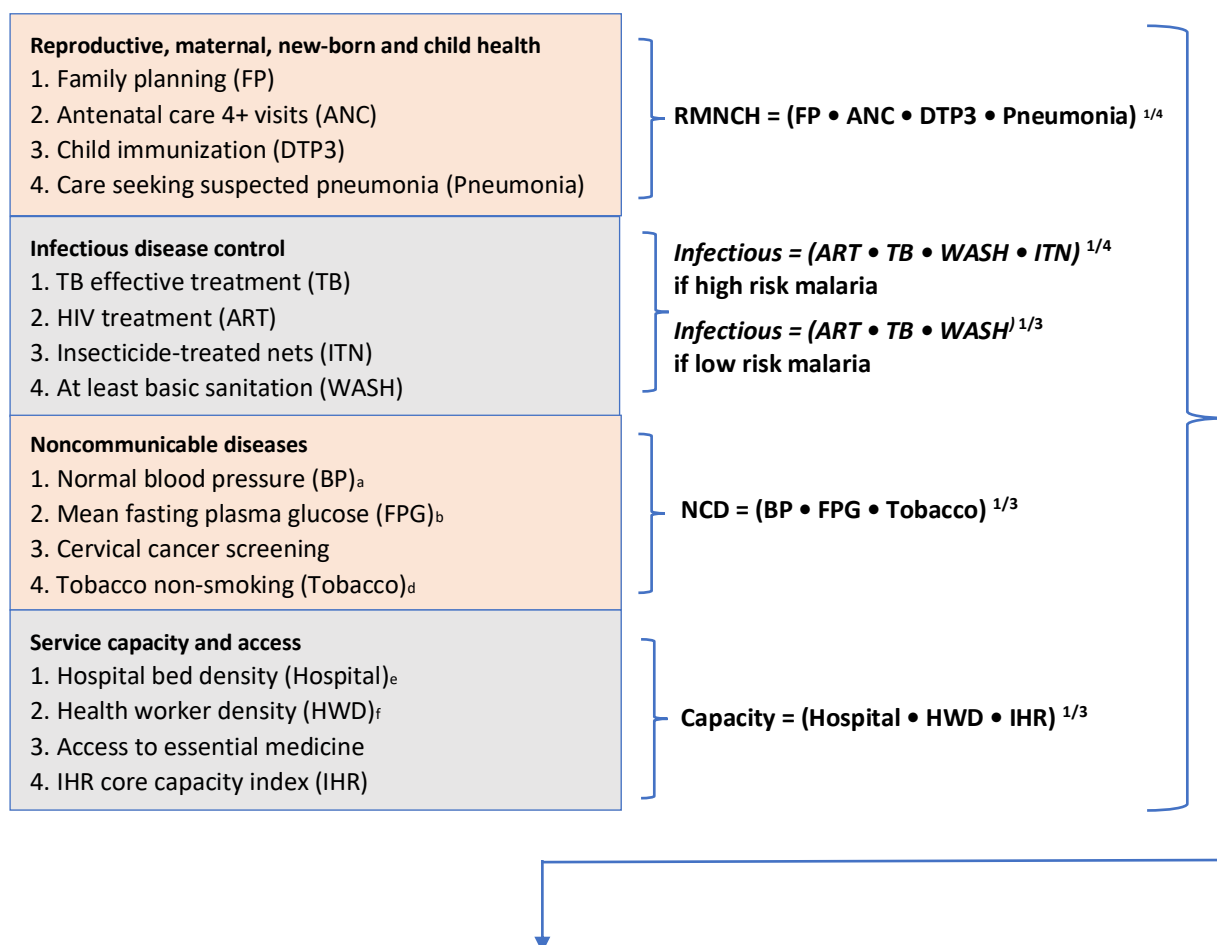 Reproductive, maternal, new-born and child health
1. Family planning (FP)
2. Antenatal care 4+ visits (ANC)
3. Child immunization (DTP3)
4. Care seeking suspected pneumonia (Pneumonia)
RMNCH = (FP • ANC • DTP3 • Pneumonia) 1/4
Infectious disease control
1. TB effective treatment (TB)
2. HIV treatment (ART)
3. Insecticide-treated nets (ITN)
4. At least basic sanitation (WASH)
Infectious = (ART • TB • WASH • ITN) 1/4
if high risk malaria
Infectious = (ART • TB • WASH) 1/3
if low risk malaria
Noncommunicable diseases
1. Normal blood pressure (BP)a
2. Mean fasting plasma glucose (FPG)b
3. Cervical cancer screening
4. Tobacco non-smoking (Tobacco)d
NCD = (BP • FPG • Tobacco) 1/3
Service capacity and access
1. Hospital bed density (Hospital)e
2. Health worker density (HWD)f
3. Access to essential medicine
4. IHR core capacity index (IHR)
Capacity = (Hospital • HWD • IHR) 1/3